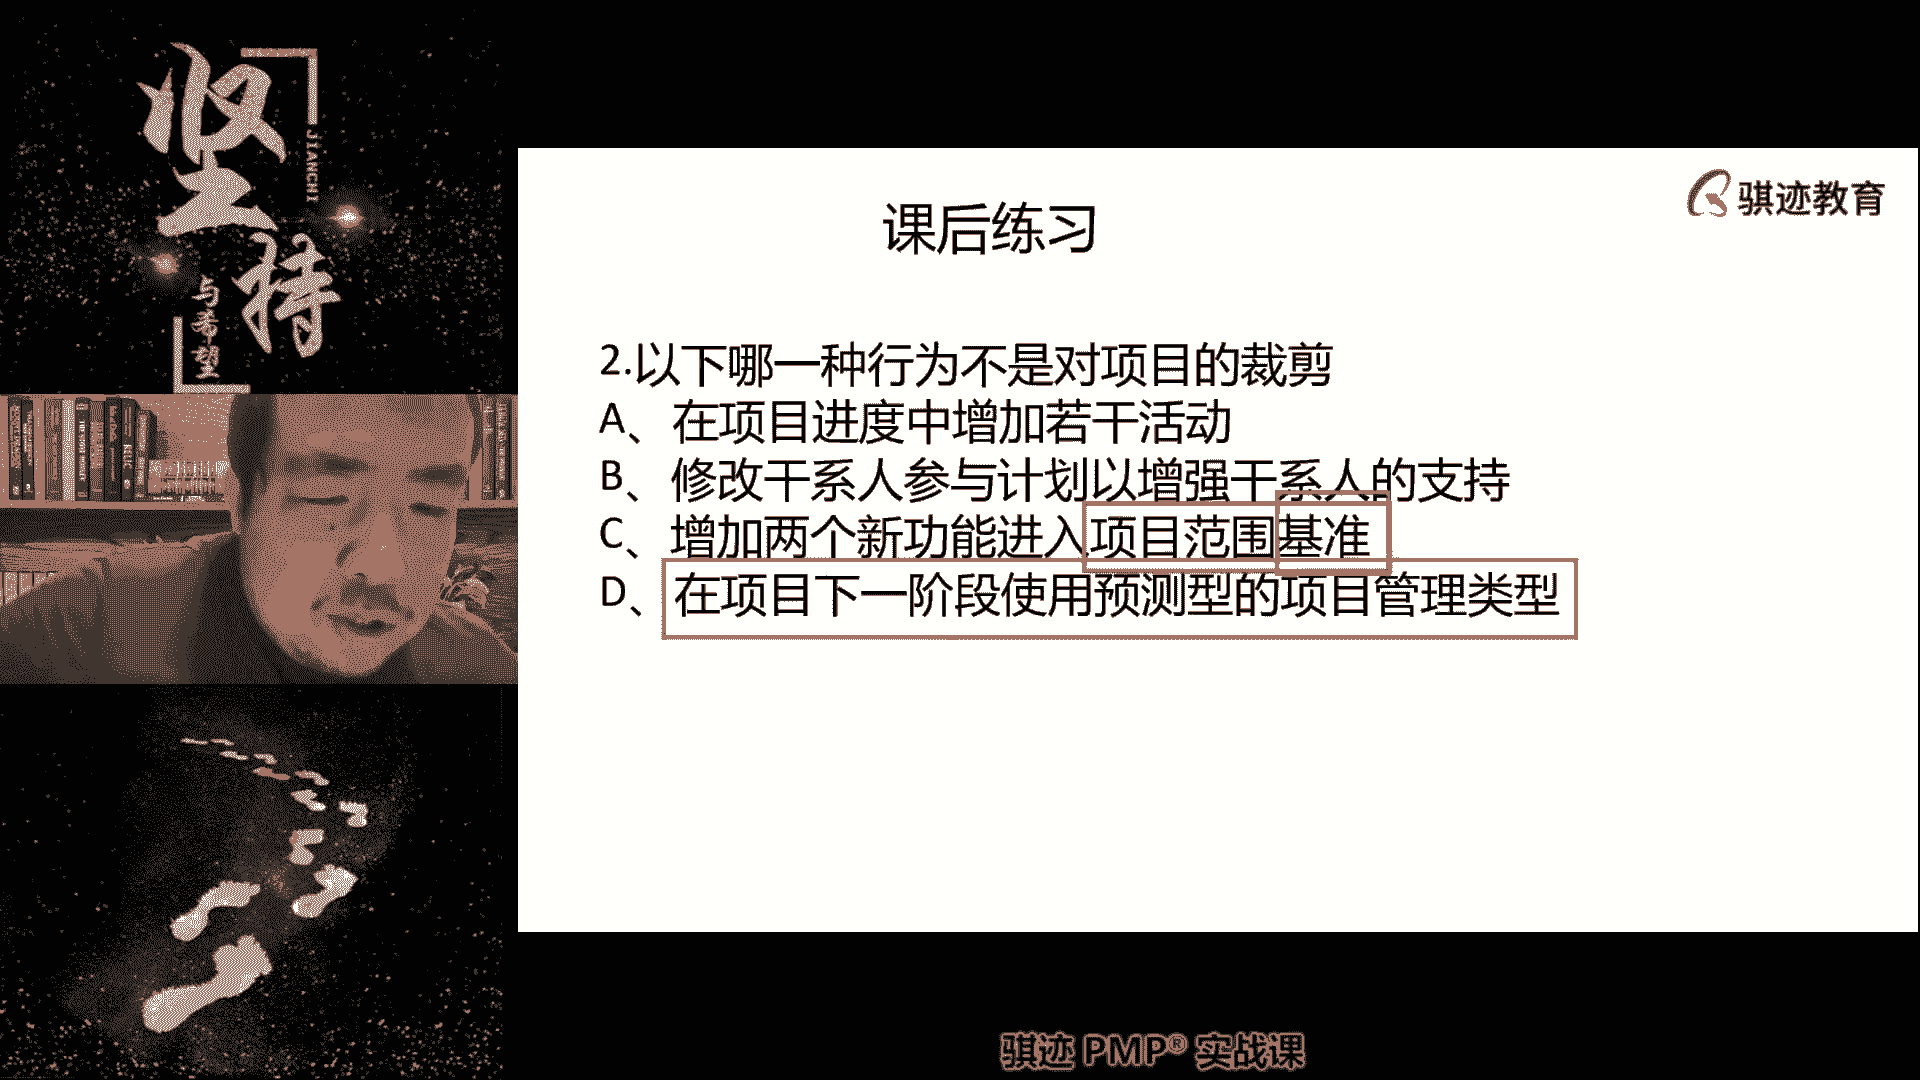 坚持
JIANCHI
与希望
骐迹教育
课后练习
2.以下哪一种行为不是对项目的裁剪
A、在项目进度中增加若干活动
B、修改干系人参与计划以增强干系人的支持
C、增加两个新功能进入项目范围基准
D、在项目下一阶段使用预测型的项目管理类型
骐迹 PMP® 实战课